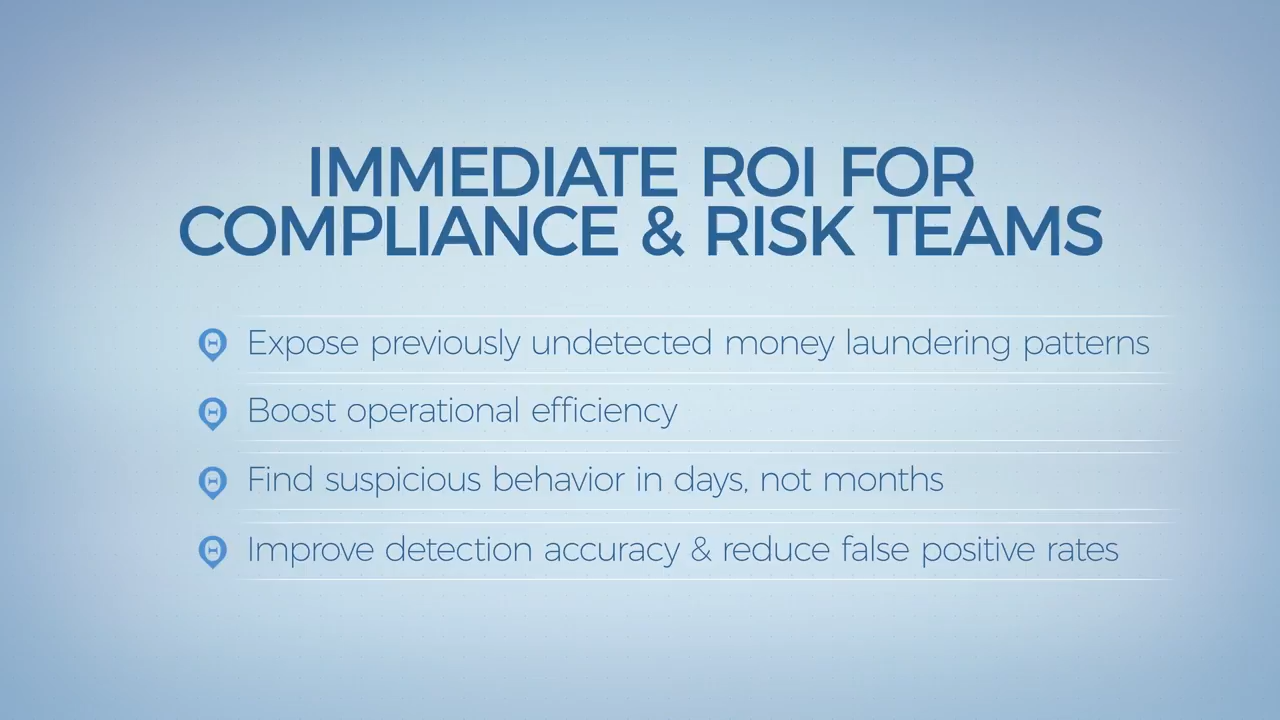 IMMEDIATE ROI FOR
COMPLIANCE & RISK TEAMS
Expose previously undetected money laundering patterns
Boost operational efficiency
Find suspicious behavior in days, not months
Improve detection accuracy & reduce false positive rates